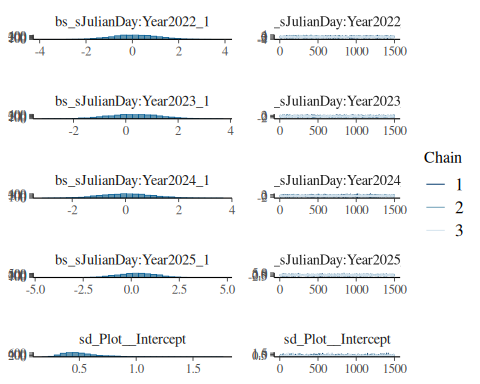 bs_sJulianDay:Year2022_1
_sJulianDay:Year2022
-4 -2 0 2 4
0 500 1000 1500
bs_sJulianDay:Year2023_1
_sJulianDay:Year2023
-2 0 2 4
0 500 1000 1500
Chain
1
2
3
bs_sJulianDay:Year2024_1
_sJulianDay:Year2024
-2 0 2 4
0 500 1000 1500
bs_sJulianDay:Year2025_1
_sJulianDay:Year2025
-5.0 -2.5 0.0 2.5 5.0
0 500 1000 1500
sd_Plot__Intercept
sd_Plot__Intercept
0.5 1.0 1.5
0 500 1000 1500